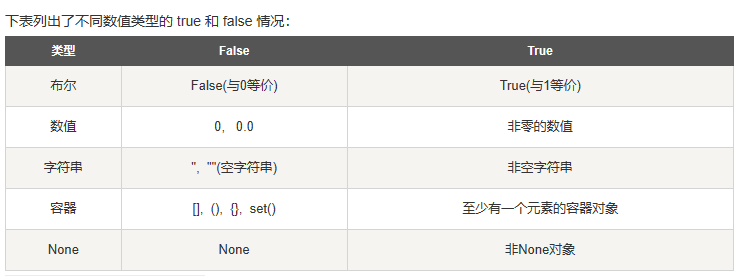 下表列出了不同数值类型的 true 和 false 情况：
类型 False True
布尔 False(与0等价) True(与1等价)
数值 0， 0.0 非零的数值
字符串 '', ""(空字符串) 非空字符串
容器 [], (), {}, set() 至少有一个元素的容器对象
None None 非None对象